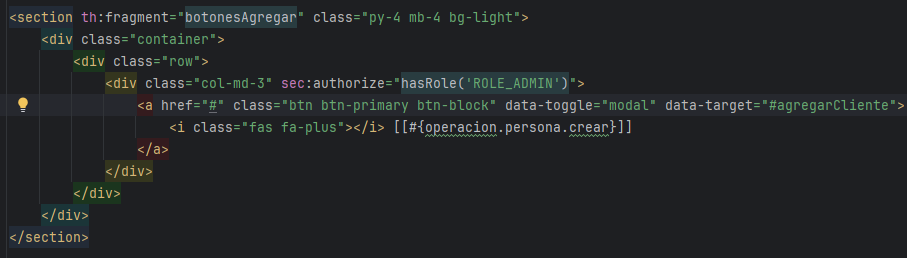 <section th:fragment="botonesAgregar" class="py-4 mb-4 bg-light">
    <div class="container">
        <div class="row">
            <div class="col-md-3" sec:authorize="hasRole('ROLE_ADMIN')">
                <a href="#" class="btn btn-primary btn-block" data-toggle="modal" data-target="#agregarCliente">
                    <i class="fas fa-plus"></i> [[#{operacion.persona.crear}]]
                </a>
            </div>
        </div>
    </div>
</section>